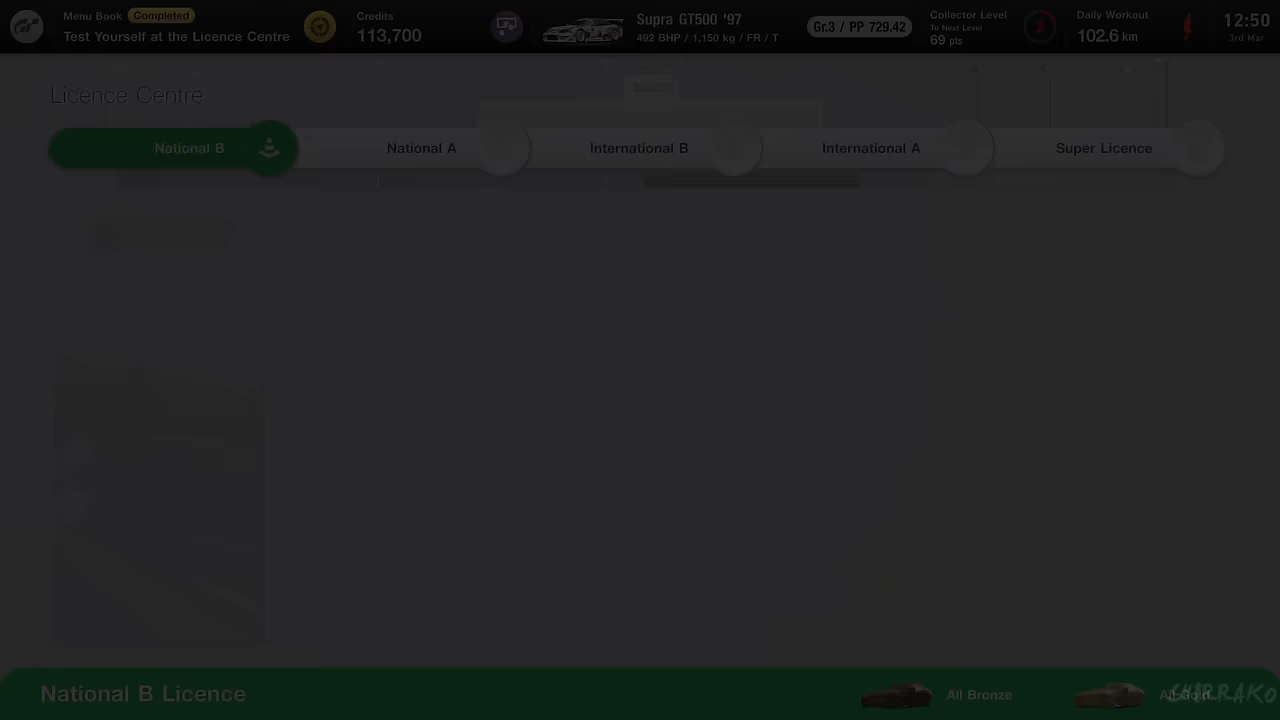 Menu Book Completed
Test Yourself at the Licence Centre
Credits
113,700
Supra GT500 '97
492 BHP / 1,150 kg / FR / T
Gr.3 / PP 729.42
Collector Level
To Next Level
69 pts
2
Daily Workout
102.6 km
12:50
3rd Mar
Licence Centre
National B
National A
International B
International A
Super Licence
National B Licence
All Bronze